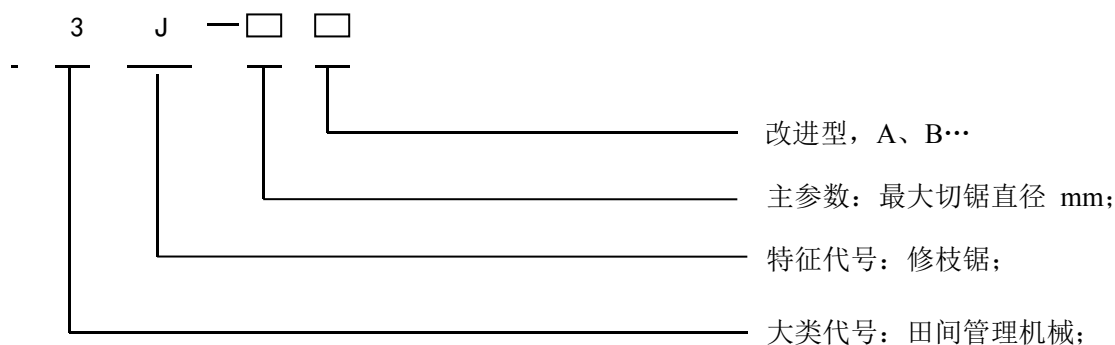 3 J —□ □
改进型，A、B…
主参数：最大切锯直径 mm；
特征代号：修枝锯；
大类代号：田间管理机械；